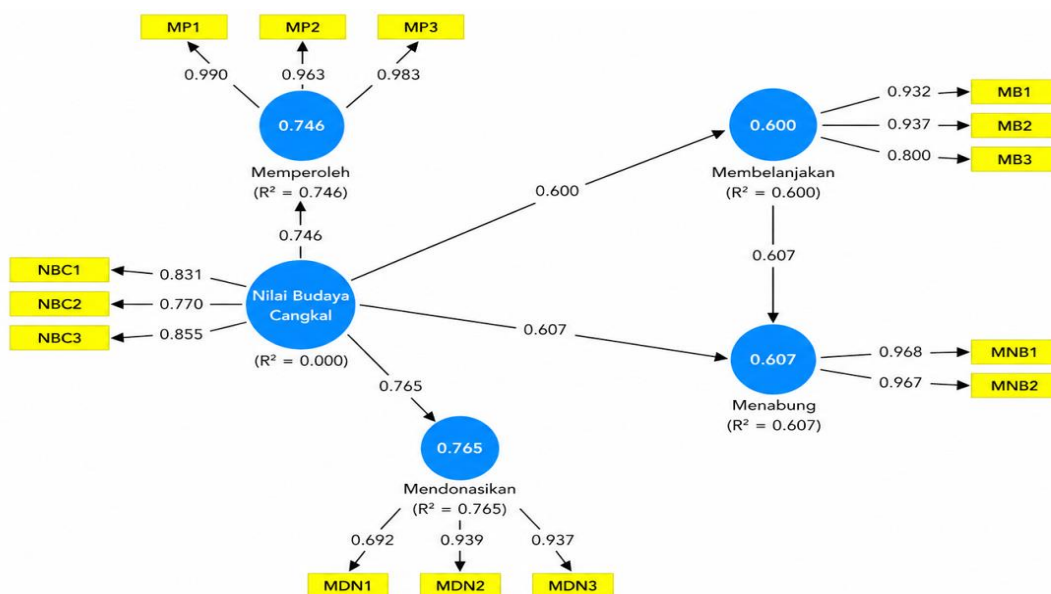 MP1
MP2
MP3
0.990
0.963
0.983
0.746
Memperoleh
(R² = 0.746)
0.746
NBC1
NBC2
NBC3
0.831
0.770
0.855
Nilai Budaya
Cangkal
(R² = 0.000)
0.600
0.600
Membelanjakan
(R² = 0.600)
0.932
0.937
0.800
MB1
MB2
MB3
0.607
0.607
0.607
Menabung
(R² = 0.607)
0.968
0.967
MNB1
MNB2
0.765
0.765
Mendonasikan
(R² = 0.765)
0.692
0.939
0.937
MDN1
MDN2
MDN3